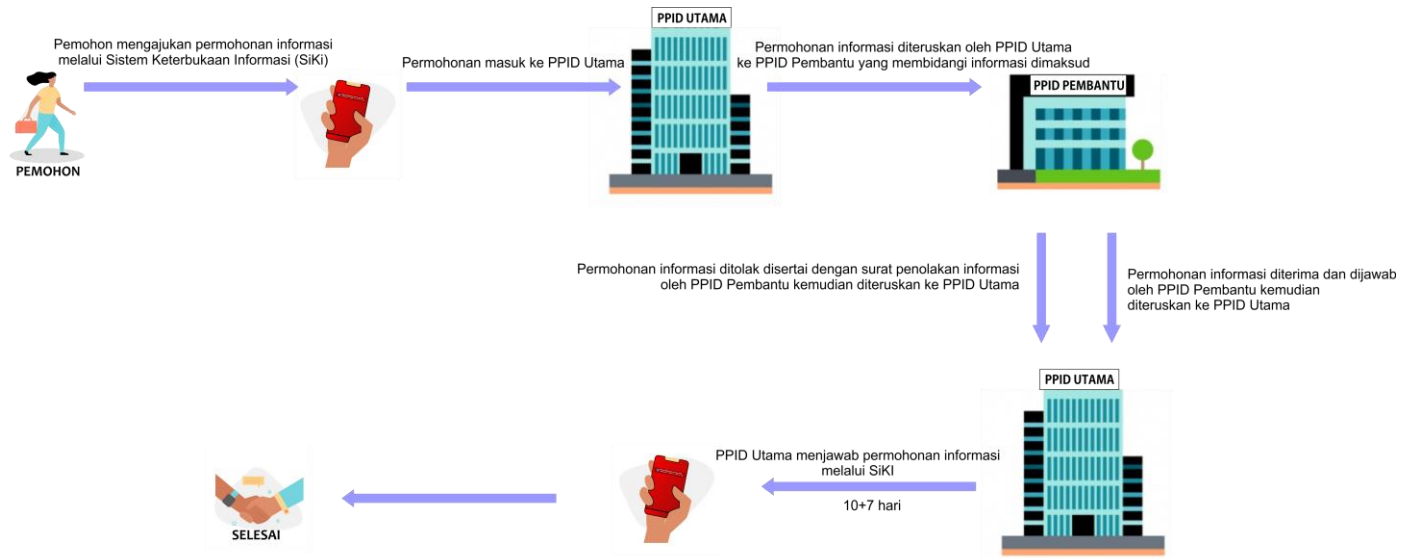 PPID UTAMA
Pemohon mengajukan permohonan informasi
melalui Sistem Keterbukaan Informasi (SiKi)
Permohonan masuk ke PPID Utama
Permohonan informasi diteruskan oleh PPID Utama
ke PPID Pembantu yang membidangi informasi dimaksud
PPID PEMBANTU
PEMOHON
Permohonan informasi ditolak disertai dengan surat penolakan informasi
oleh PPID Pembantu kemudian diteruskan ke PPID Utama
Permohonan informasi diterima dan dijawab
oleh PPID Pembantu kemudian
diteruskan ke PPID Utama
PPID UTAMA
PPID Utama menjawab permohonan informasi
melalui SiKI
10+7 hari
SELESAI